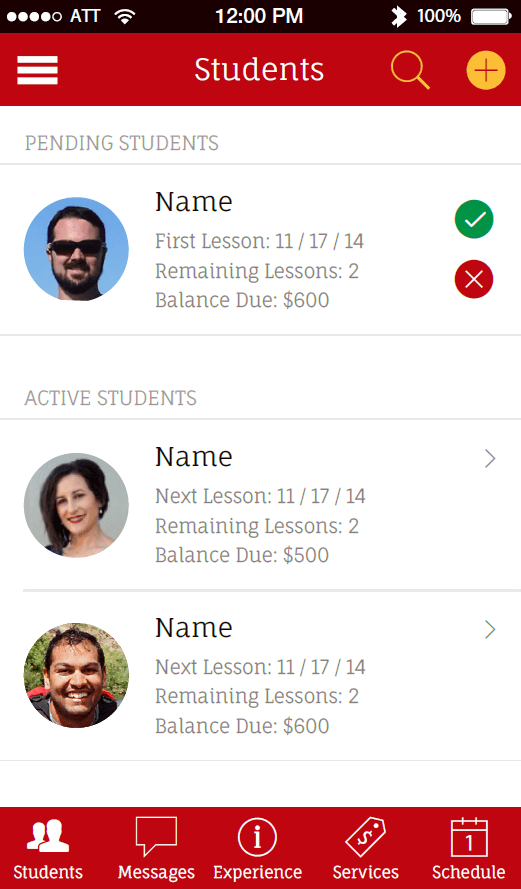 ATT 12:00 PM 100%
Students
PENDING STUDENTS
Name
First Lesson: 11 / 17 / 14
Remaining Lessons: 2
Balance Due: $600
ACTIVE STUDENTS
Name
Next Lesson: 11 / 17 / 14
Remaining Lessons: 2
Balance Due: $500
Name
Next Lesson: 11 / 17 / 14
Remaining Lessons: 2
Balance Due: $600
i $ 1
Students Messages Experience Services Schedule